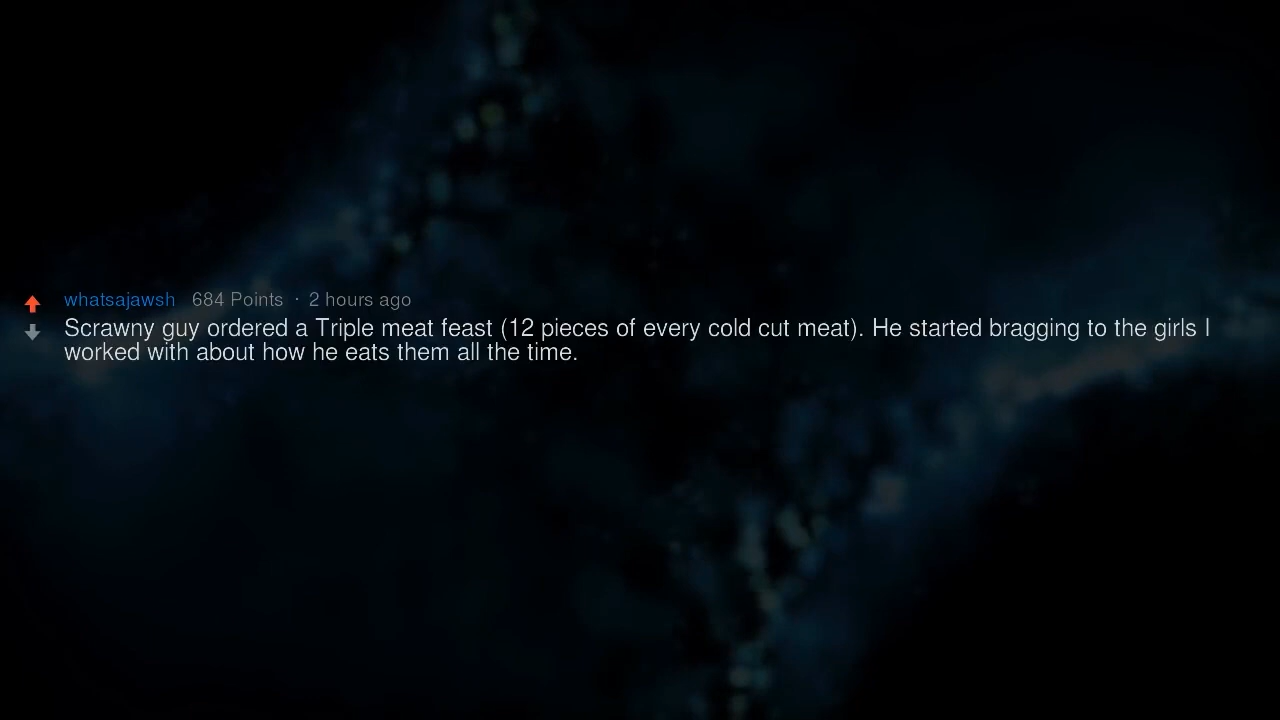 whatsajawsh 684 Points · 2 hours ago
Scrawny guy ordered a Triple meat feast (12 pieces of every cold cut meat). He started bragging to the girls I
worked with about how he eats them all the time.